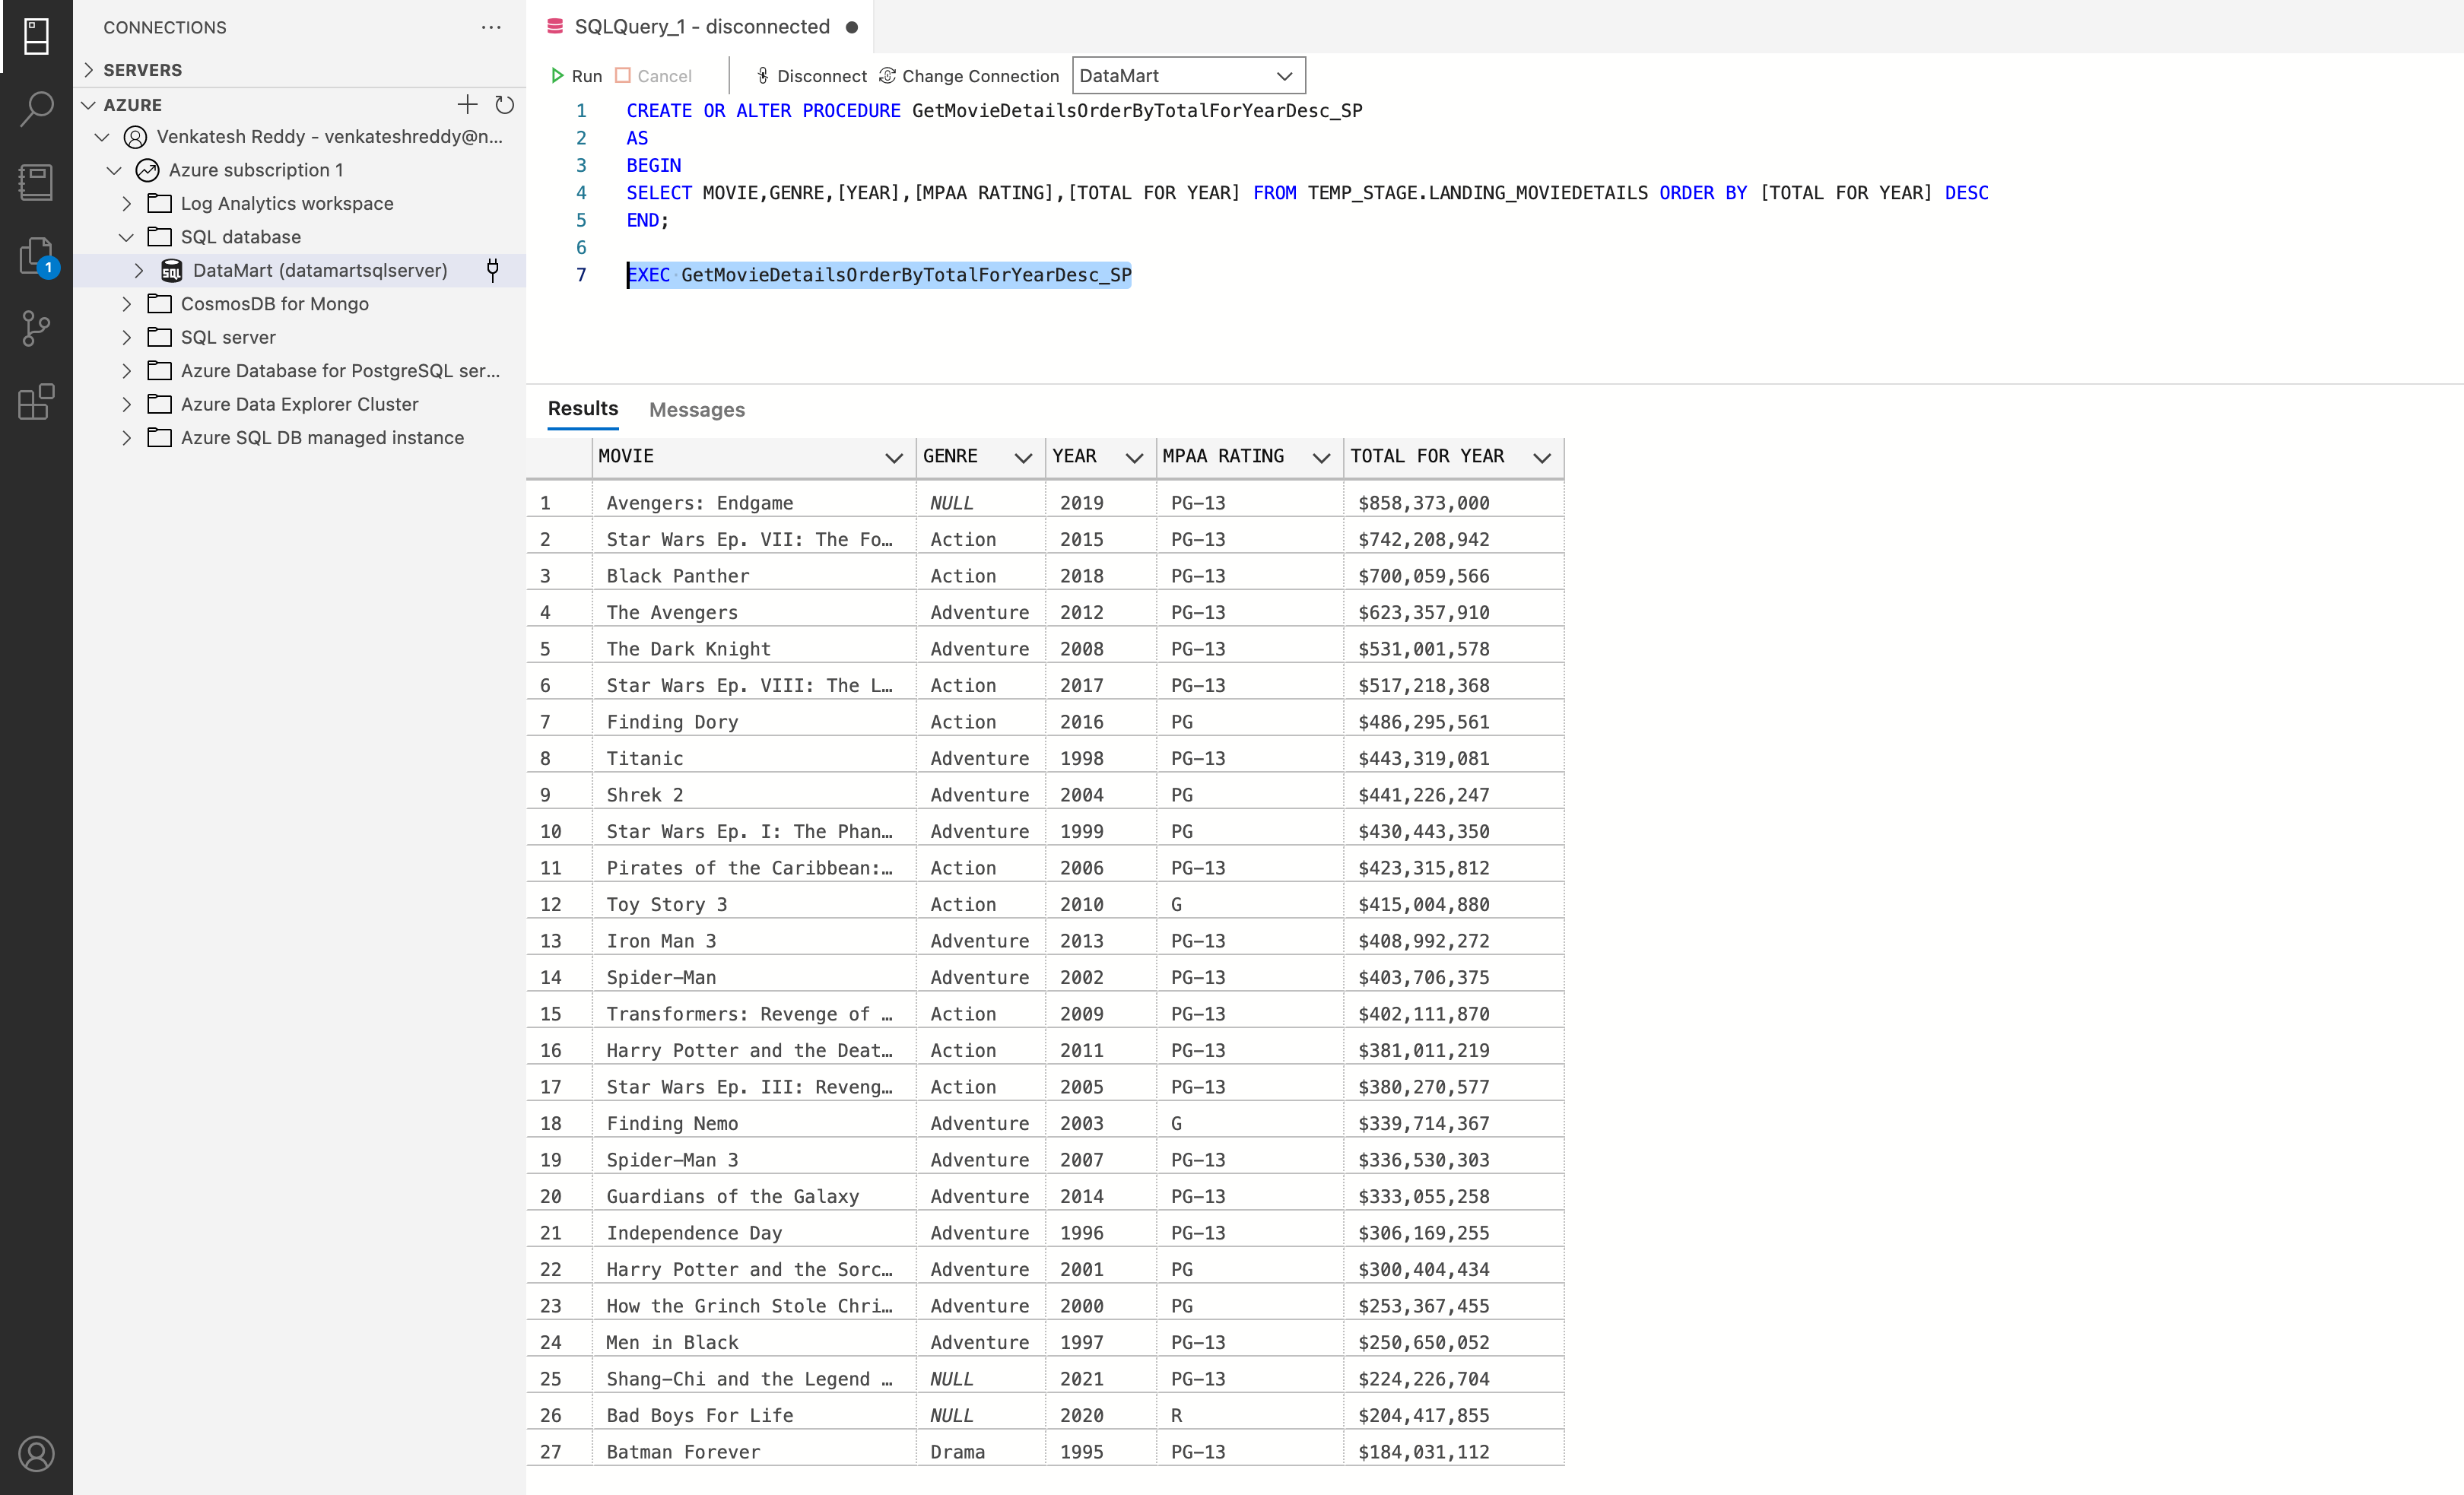 CONNECTIONS
SERVERS
AZURE
Venkatesh Reddy - venkateshreddy@n...
Azure subscription 1
Log Analytics workspace
SQL database
DataMart (datamartsqlserver)
CosmosDB for Mongo
SQL server
Azure Database for PostgreSQL ser...
Azure Data Explorer Cluster
Azure SQL DB managed instance
1
SQLQuery_1 - disconnected
Run Cancel Disconnect Change Connection DataMart
1 CREATE OR ALTER PROCEDURE GetMovieDetailsOrderByTotalForYearDesc_SP
2 AS
3 BEGIN
4 SELECT MOVIE,GENRE,[YEAR],[MPAA RATING],[TOTAL FOR YEAR] FROM TEMP_STAGE.LANDING_MOVIEDETAILS ORDER BY [TOTAL FOR YEAR] DESC
5 END;
6
7 EXEC GetMovieDetailsOrderByTotalForYearDesc_SP
Results Messages
MOVIE GENRE YEAR MPAA RATING TOTAL FOR YEAR
1 Avengers: Endgame NULL 2019 PG-13 $858,373,000
2 Star Wars Ep. VII: The Fo… Action 2015 PG-13 $742,208,942
3 Black Panther Action 2018 PG-13 $700,059,566
4 The Avengers Adventure 2012 PG-13 $623,357,910
5 The Dark Knight Adventure 2008 PG-13 $531,001,578
6 Star Wars Ep. VIII: The L… Action 2017 PG-13 $517,218,368
7 Finding Dory Action 2016 PG $486,295,561
8 Titanic Adventure 1998 PG-13 $443,319,081
9 Shrek 2 Adventure 2004 PG $441,226,247
10 Star Wars Ep. I: The Phan… Adventure 1999 PG $430,443,350
11 Pirates of the Caribbean:… Action 2006 PG-13 $423,315,812
12 Toy Story 3 Action 2010 G $415,004,880
13 Iron Man 3 Adventure 2013 PG-13 $408,992,272
14 Spider-Man Adventure 2002 PG-13 $403,706,375
15 Transformers: Revenge of … Action 2009 PG-13 $402,111,870
16 Harry Potter and the Deat… Action 2011 PG-13 $381,011,219
17 Star Wars Ep. III: Reveng… Action 2005 PG-13 $380,270,577
18 Finding Nemo Adventure 2003 G $339,714,367
19 Spider-Man 3 Adventure 2007 PG-13 $336,530,303
20 Guardians of the Galaxy Adventure 2014 PG-13 $333,055,258
21 Independence Day Adventure 1996 PG-13 $306,169,255
22 Harry Potter and the Sorc… Adventure 2001 PG $300,404,434
23 How the Grinch Stole Chri… Adventure 2000 PG $253,367,455
24 Men in Black Adventure 1997 PG-13 $250,650,052
25 Shang-Chi and the Legend … NULL 2021 PG-13 $224,226,704
26 Bad Boys For Life NULL 2020 R $204,417,855
27 Batman Forever Drama 1995 PG-13 $184,031,112